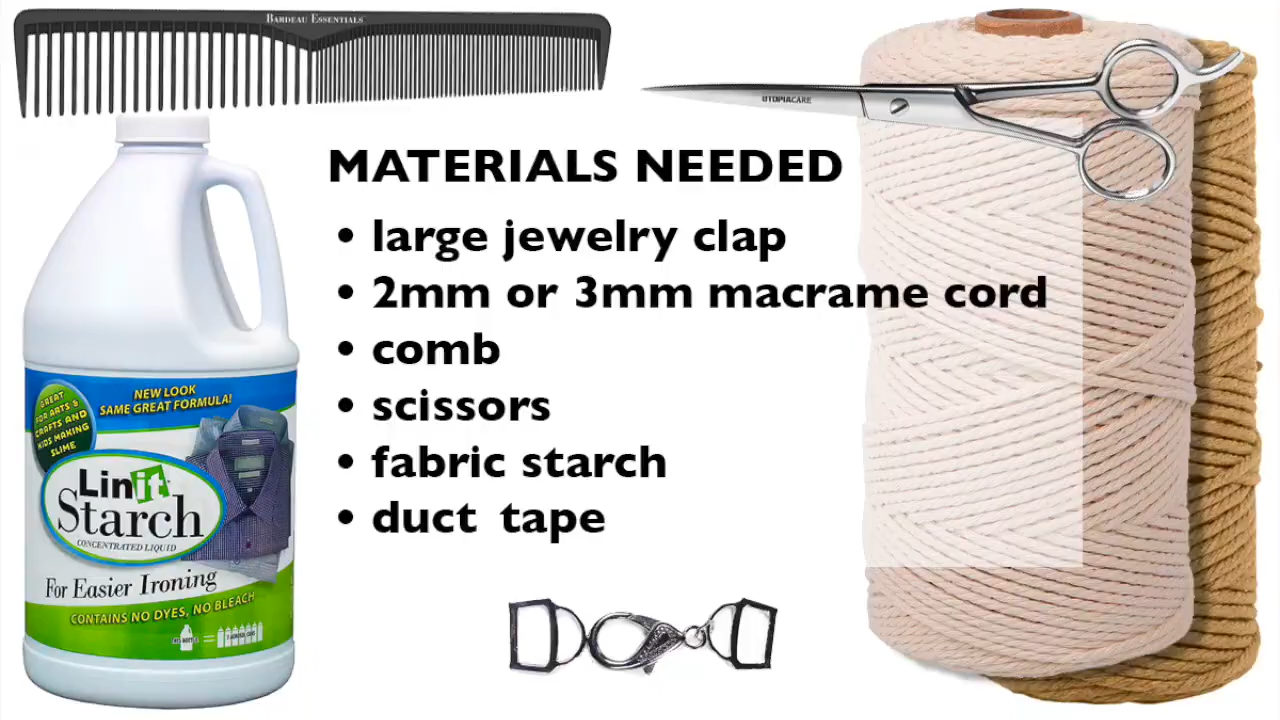 BARDEAU ESSENTIALS
UTOPIACARE
MATERIALS NEEDED
• large jewelry clap
• 2mm or 3mm macrame cord
• comb
• scissors
• fabric starch
• duct tape
GREAT
FOR ARTS &
CRAFTS AND
KIDS MAKING
SLIME
NEW LOOK
SAME GREAT FORMULA!
Linit
Starch
CONCENTRATED LIQUID
For Easier Ironing
CONTAINS NO DYES, NO BLEACH